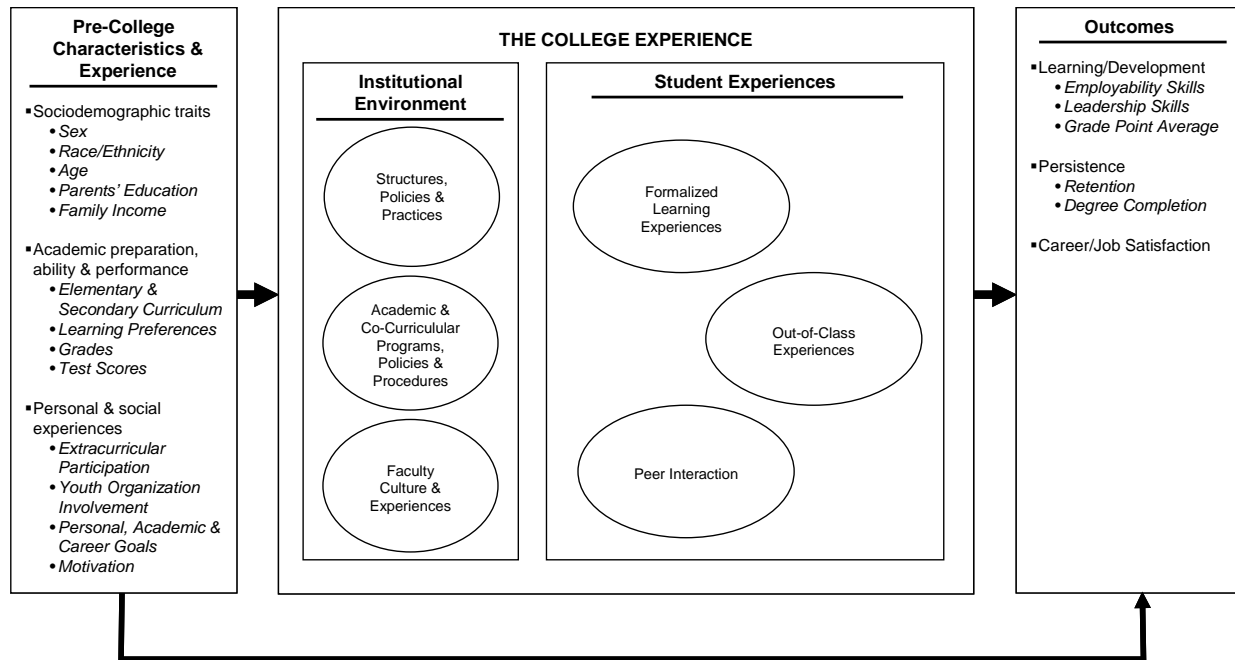 Pre-College
Characteristics &
Experience
▪Sociodemographic traits
• Sex
• Race/Ethnicity
• Age
• Parents' Education
• Family Income
▪Academic preparation,
ability & performance
• Elementary &
Secondary Curriculum
• Learning Preferences
• Grades
• Test Scores
▪Personal & social
experiences
• Extracurricular
Participation
• Youth Organization
Involvement
• Personal, Academic &
Career Goals
• Motivation
THE COLLEGE EXPERIENCE
Institutional
Environment
Structures,
Policies &
Practices
Academic &
Co-Curriculular
Programs,
Policies &
Procedures
Faculty
Culture &
Experiences
Student Experiences
Formalized
Learning
Experiences
Out-of-Class
Experiences
Peer Interaction
Outcomes
▪Learning/Development
• Employability Skills
• Leadership Skills
• Grade Point Average
▪Persistence
• Retention
• Degree Completion
▪Career/Job Satisfaction